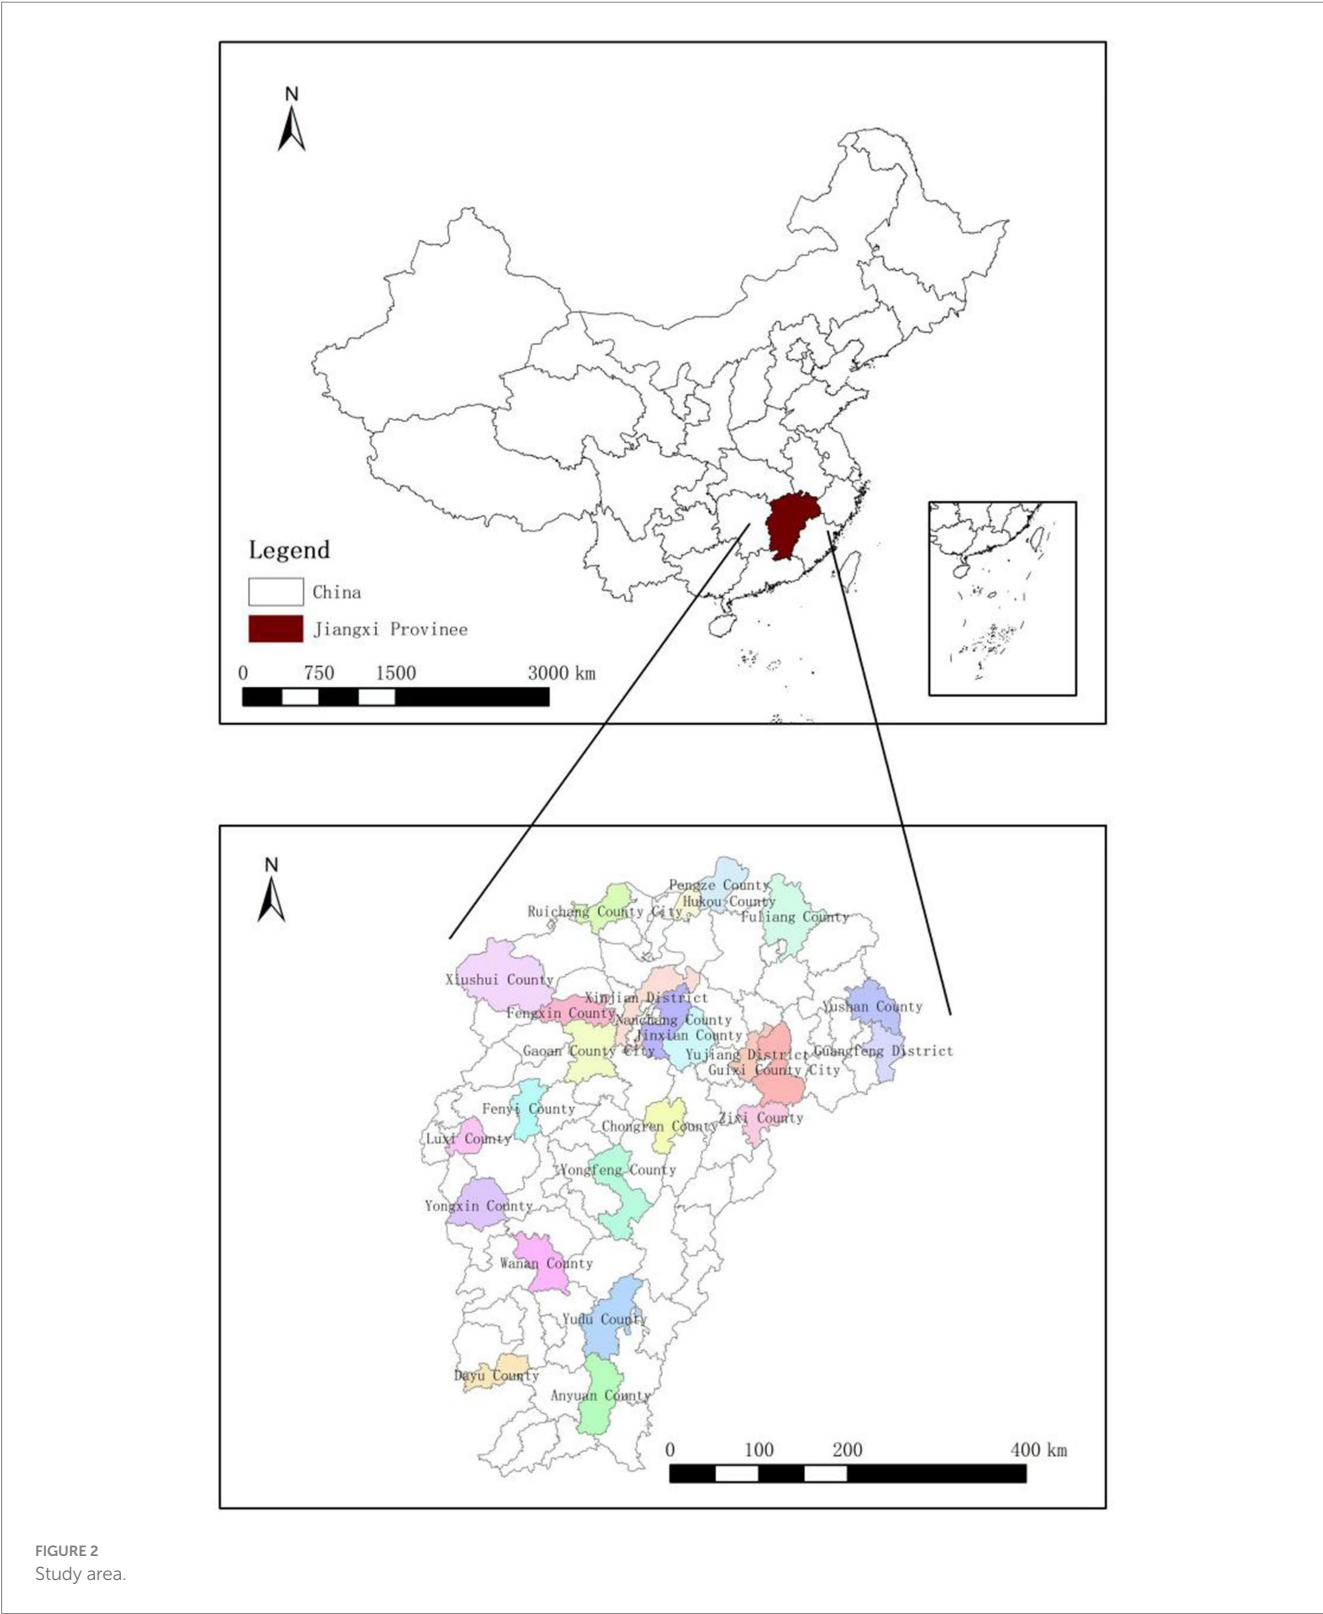 N
Legend
China
Jiangxi Provinee
0 750 1500 3000 km
N
Pengze County
Hukou County
Ruichang County City
Fuliang County
Xiushui County
Xinjian District
Yushan County
Fengxin County
Nanchang County
Jinxian County
Gaoan County City
Yujiang District
Guangfeng District
Guixi County City
Fenyi County
Zixi County
Chongren County
Luxi County
Yongfeng County
Yongxin County
Wanan County
Yudu County
Dayu County
Anyuan County
0 100 200 400 km
FIGURE 2
Study area.